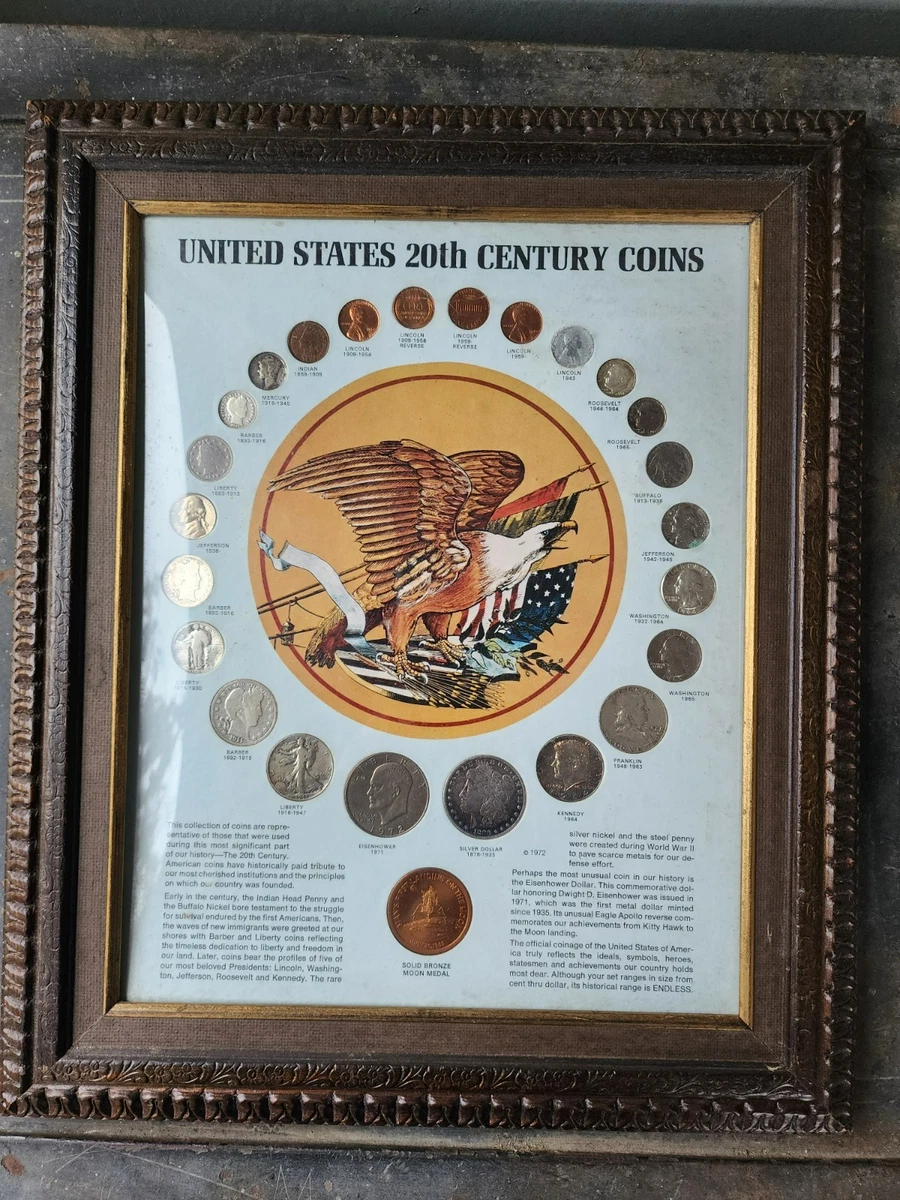 UNITED STATES 20th CENTURY COINS
LINCOLN
1909-1958
REVERSE
LINCOLN
1959-
REVERSE
LINCOLN
1909-1958
LINCOLN
1959-
INDIAN
1859-1909
LINCOLN
1943
MERCURY
1916-1945
ROOSEVELT
1946-1964
BARBER
1892-1916
ROOSEVELT
1965-
LIBERTY
1883-1913
BUFFALO
1913-1938
JEFFERSON
1938-
JEFFERSON
1942-1945
BARBER
1892-1916
WASHINGTON
1932-1964
LIBERTY
1916-1930
WASHINGTON
1965-
BARBER
1892-1915
FRANKLIN
1948-1963
LIBERTY
1916-1947
KENNEDY
1964
1972
EISENHOWER
1971
SILVER DOLLAR
1878-1935
© 1972
This collection of coins are repre-
sentative of those that were used
during this most significant part
of our history—The 20th Century.
American coins have historically paid tribute to
our most cherished institutions and the principles
on which our country was founded.
Early in the century, the Indian Head Penny and
the Buffalo Nickel bore testament to the struggle
for survival endured by the first Americans. Then,
the waves of new immigrants were greeted at our
shores with Barber and Liberty coins reflecting
the timeless dedication to liberty and freedom in
our land. Later, coins bear the profiles of five of
our most beloved Presidents: Lincoln, Washing-
ton, Jefferson, Roosevelt and Kennedy. The rare
SOLID BRONZE
MOON MEDAL
silver nickel and the steel penny
were created during World War II
to save scarce metals for our de-
fense effort.
Perhaps the most unusual coin in our history is
the Eisenhower Dollar. This commemorative dol-
lar honoring Dwight D. Eisenhower was issued in
1971, which was the first metal dollar minted
since 1935. Its unusual Eagle Apollo reverse com-
memorates our achievements from Kitty Hawk to
the Moon landing.
The official coinage of the United States of Amer-
ica truly reflects the ideals, symbols, heroes,
statesmen and achievements our country holds
most dear. Although your set ranges in size from
cent thru dollar, its historical range is ENDLESS.